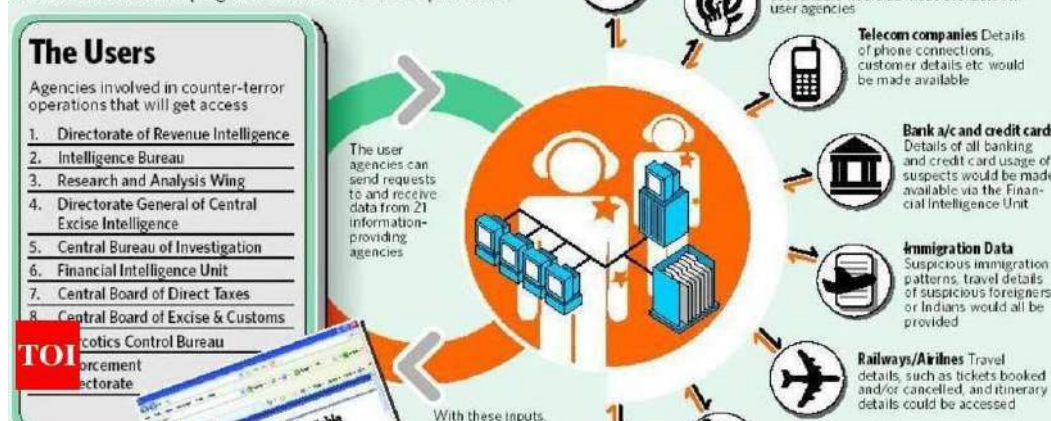 user agencies
The Users
Agencies involved in counter-terror
operations that will get access
1. Directorate of Revenue Intelligence
2. Intelligence Bureau
3. Research and Analysis Wing
4. Directorate General of Central
Excise Intelligence
5. Central Bureau of Investigation
6. Financial Intelligence Unit
7. Central Board of Direct Taxes
8. Central Board of Excise & Customs
cotics Control Bureau
orcement
ectorate
TOI
The user
agencies can
send requests
to and receive
data from 21
information-
providing
agencies
With these inputs,
Telecom companies Details
of phone connections,
customer details etc would
be made available
Bank a/c and credit card
Details of all banking
and credit card usage of
suspects would be made
available via the Finan-
cial Intelligence Unit
Immigration Data
Suspicious immigration
patterns, travel details
of suspicious foreigners
or Indians would all be
provided
Railways/Airilnes Travel
details, such as tickets booked
and/or cancelled, and itinerary
details could be accessed